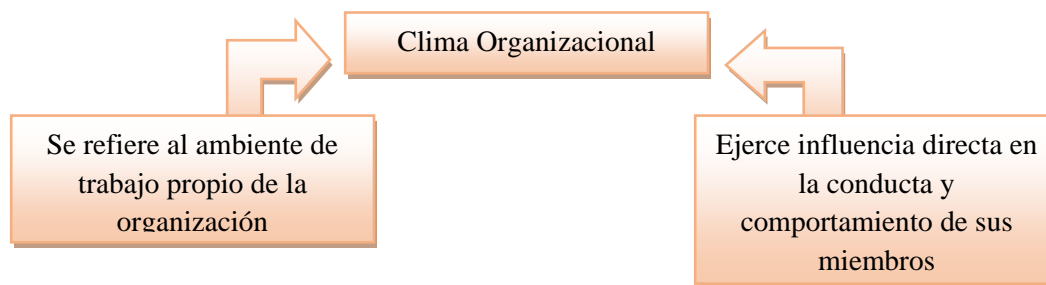 Clima Organizacional
Se refiere al ambiente de
trabajo propio de la
organización
Ejerce influencia directa en
la conducta y
comportamiento de sus
miembros